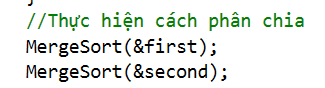 //Thực hiện cách phân chia
MergeSort(&first);
MergeSort(&second);